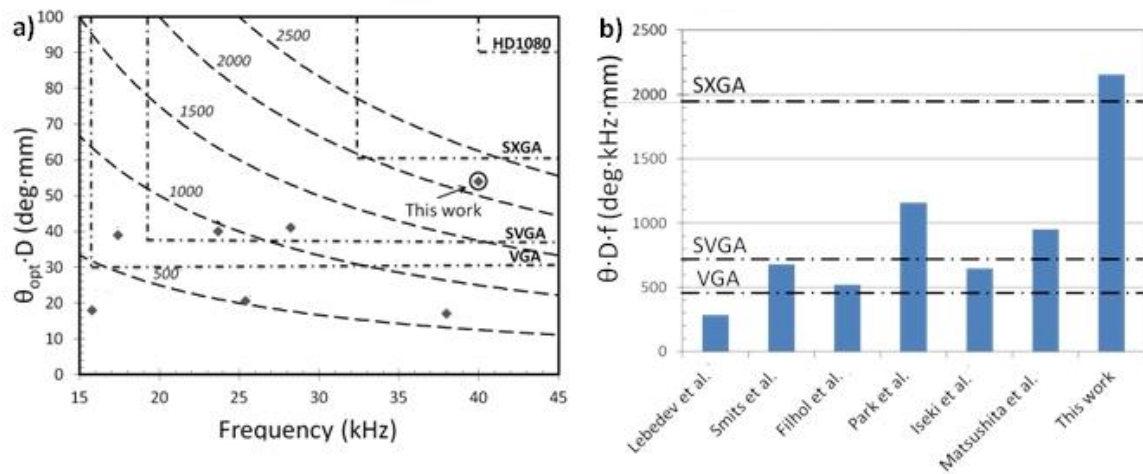 a)
100
90
80
70
60
50
40
30
20
10
0
θopt·D (deg·mm)
15 20 25 30 35 40 45
Frequency (kHz)
2500
2000
1500
1000
500
HD1080
SXGA
This work
SVGA
VGA
b)
2500
2000
1500
1000
500
0
θ·D·f (deg·kHz·mm)
SXGA
SVGA
VGA
Lebedev et al.
Smits et al.
Filhol et al.
Park et al.
Iseki et al.
Matsushita et al.
This work